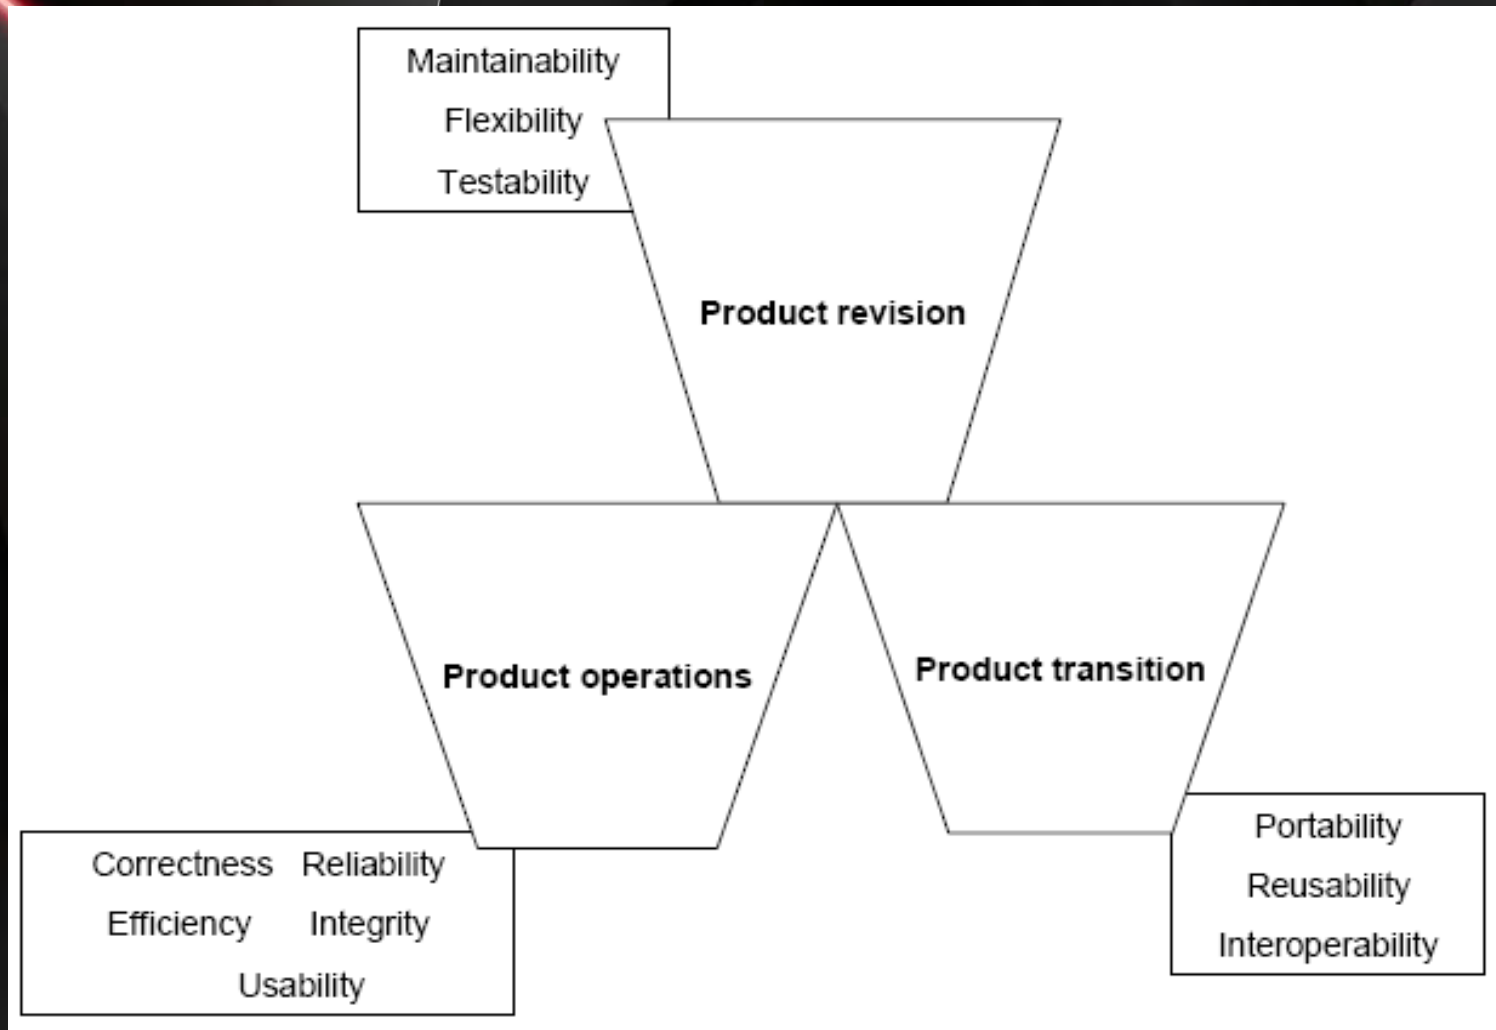 Maintainability
Flexibility
Testability
Product revision
Product operations
Product transition
Correctness Reliability
Efficiency Integrity
Usability
Portability
Reusability
Interoperability